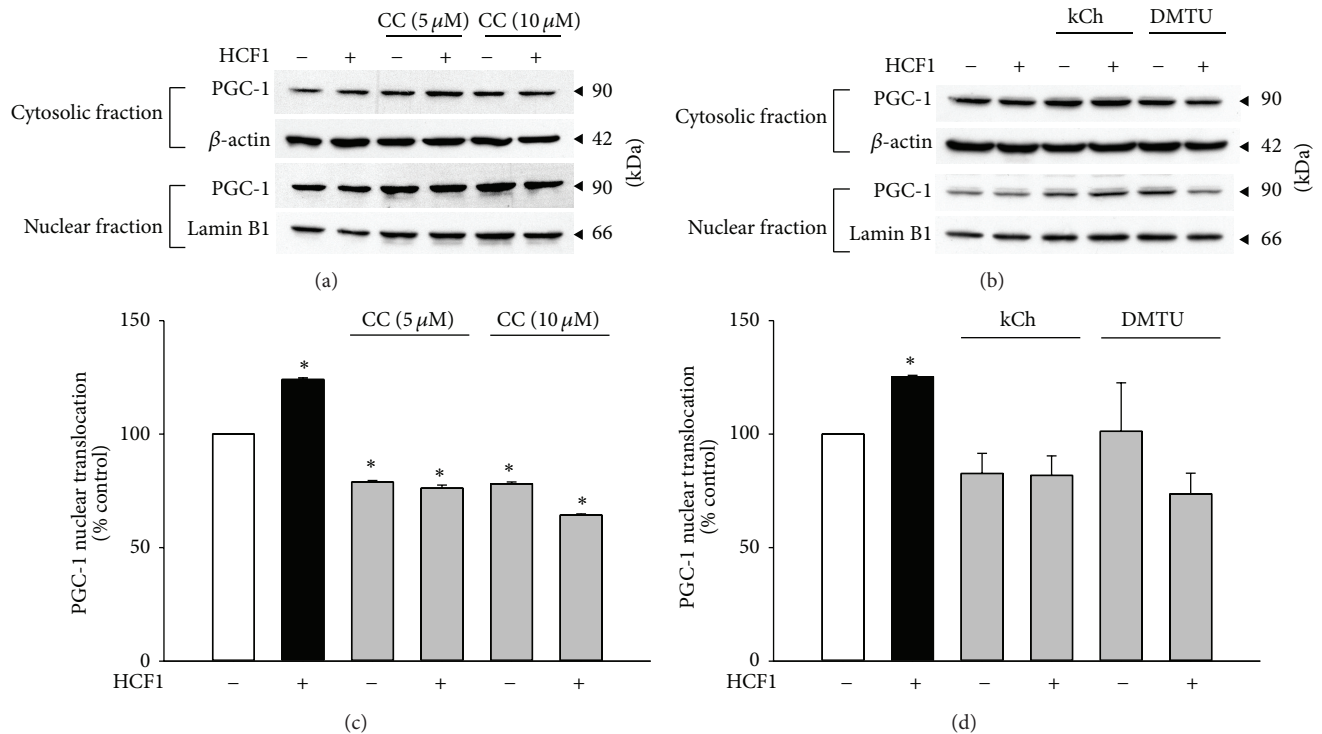 CC (5 μM) CC (10 μM)
HCF1 − + − + − +
Cytosolic fraction
PGC-1 90
β-actin 42
Nuclear fraction
PGC-1 90
Lamin B1 66
(kDa)
(a)
kCh DMTU
HCF1 − + − + − +
Cytosolic fraction
PGC-1 90
β-actin 42
Nuclear fraction
PGC-1 90
Lamin B1 66
(kDa)
(b)
PGC-1 nuclear translocation
(% control)
150
100
50
0
CC (5 μM) CC (10 μM)
* * * * *
HCF1 − + − + − +
(c)
PGC-1 nuclear translocation
(% control)
150
100
50
0
kCh DMTU
*
HCF1 − + − + − +
(d)